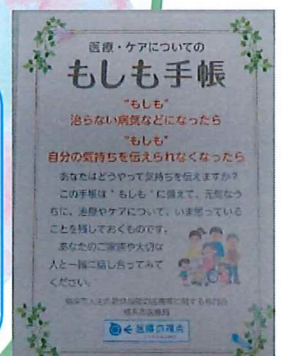 医療・ケアについての
もしも手帳
"もしも"
治らない病気などになったら
"もしも"
自分の気持ちを伝えられなくなったら
あなたはどうやって気持ちを伝えますか?
この手帳は"もしも"に備えて、元気なう
ちに、治療やケアについて、いま思っている
ことを残しておくものです。
あなたのご家族や大切な
人と一緒に話し合ってみて
ください。
医療の視点